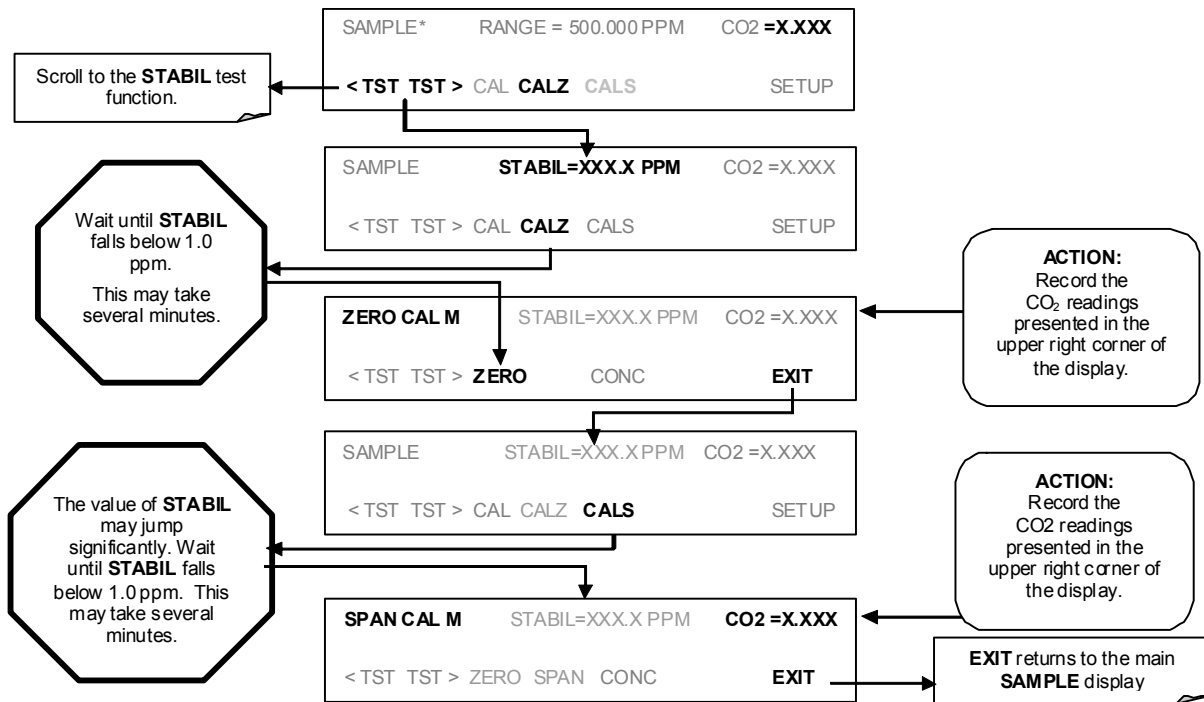 SAMPLE* RANGE = 500.000 PPM CO2 =X.XXX
< TST TST > CAL CALZ CALS SETUP
Scroll to the STABIL test
function.
SAMPLE STABIL=XXX.X PPM CO2 =X.XXX
< TST TST > CAL CALZ CALS SETUP
Wait until STABIL
falls below 1.0
ppm.
This may take
several minutes.
ZERO CAL M STABIL=XXX.X PPM CO2 =X.XXX
< TST TST > ZERO CONC EXIT
ACTION:
Record the
CO₂ readings
presented in the
upper right corner of
the display.
SAMPLE STABIL=XXX.X PPM CO2 =X.XXX
< TST TST > CAL CALZ CALS SETUP
The value of STABIL
may jump
significantly. Wait
until STABIL falls
below 1.0 ppm. This
may take several
minutes.
ACTION:
Record the
CO2 readings
presented in the
upper right corner of
the display.
SPAN CAL M STABIL=XXX.X PPM CO2 =X.XXX
< TST TST > ZERO SPAN CONC EXIT
EXIT returns to the main
SAMPLE display